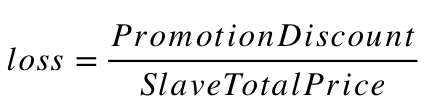 loss = PromotionDiscount / SlaveTotalPrice